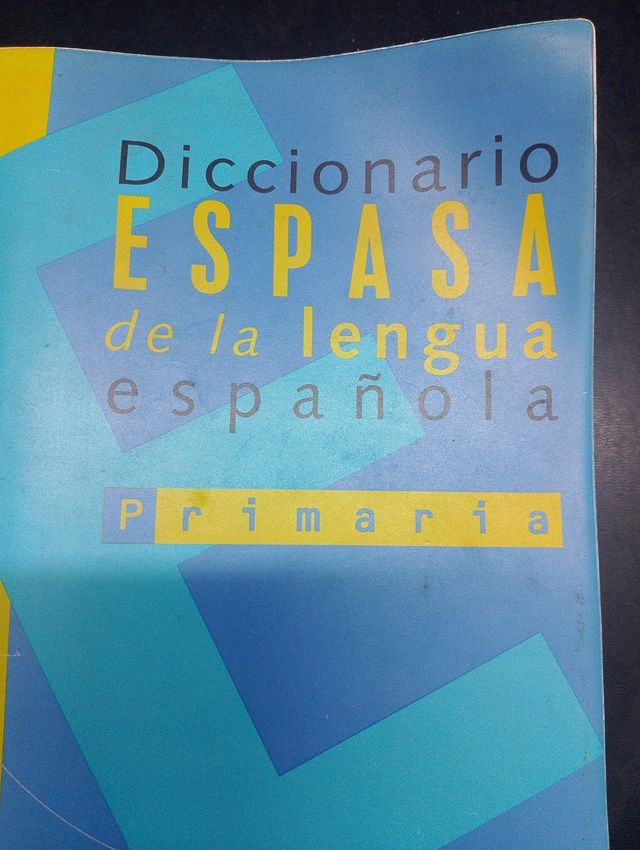 Diccionario
ESPASA
de la lengua
española
Primaria